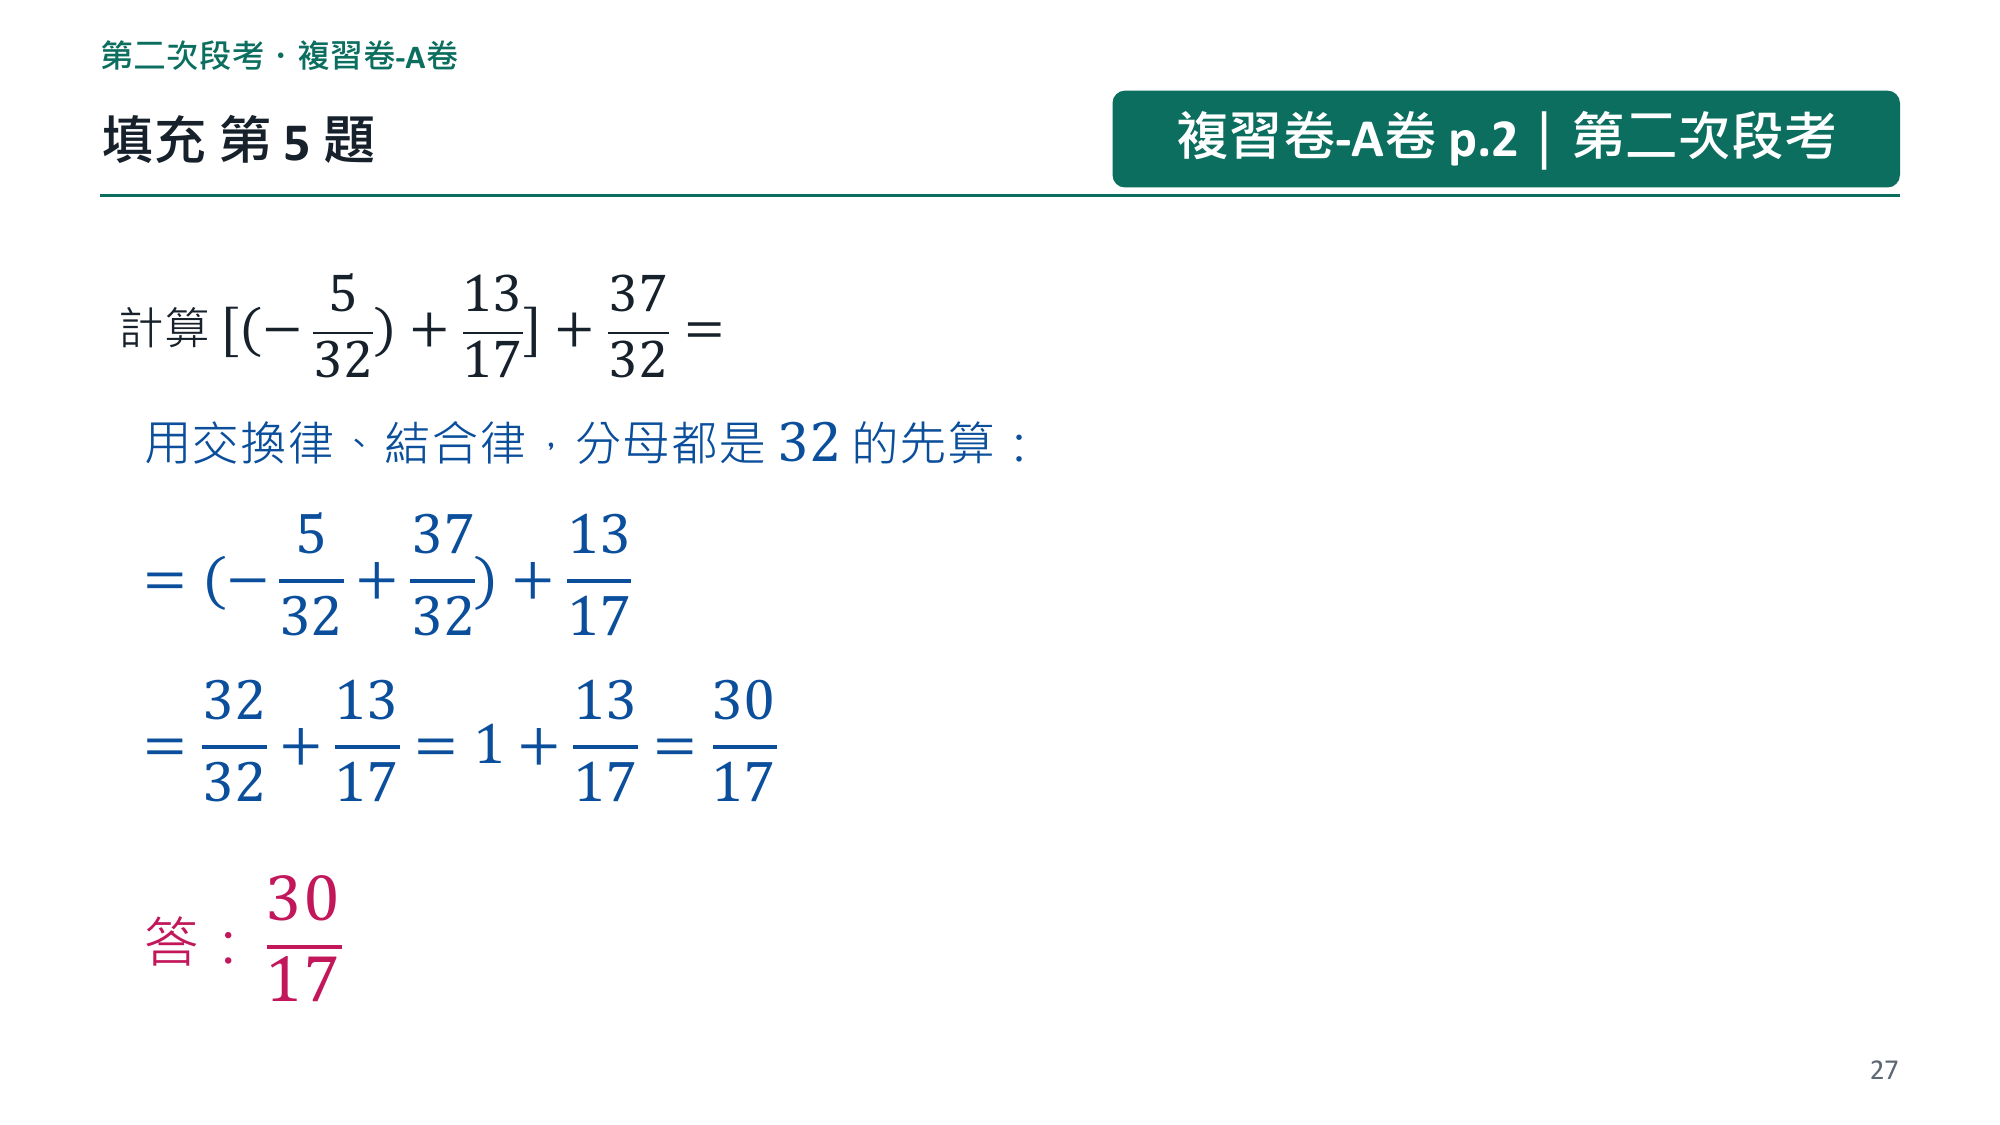 第二次段考・複習卷-A卷
填充 第 5 題
複習卷-A卷 p.2｜第二次段考
計算 [(−5/32) + 13/17] + 37/32 =
用交換律、結合律，分母都是 32 的先算：
= (−5/32 + 37/32) + 13/17
= 32/32 + 13/17 = 1 + 13/17 = 30/17
答：30/17
27